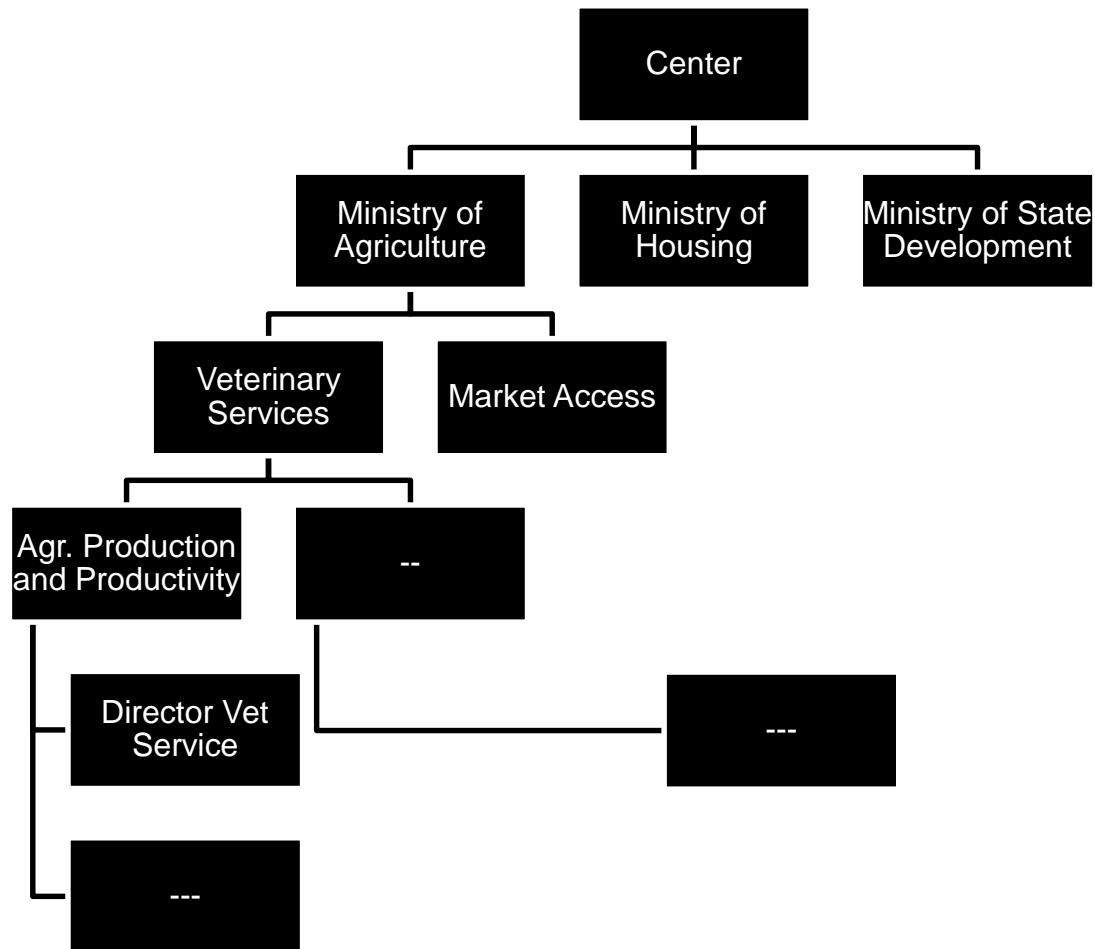 Center
Ministry of
Agriculture
Ministry of
Housing
Ministry of State
Development
Veterinary
Services
Market Access
Agr. Production
and Productivity
--
Director Vet
Service
---
---